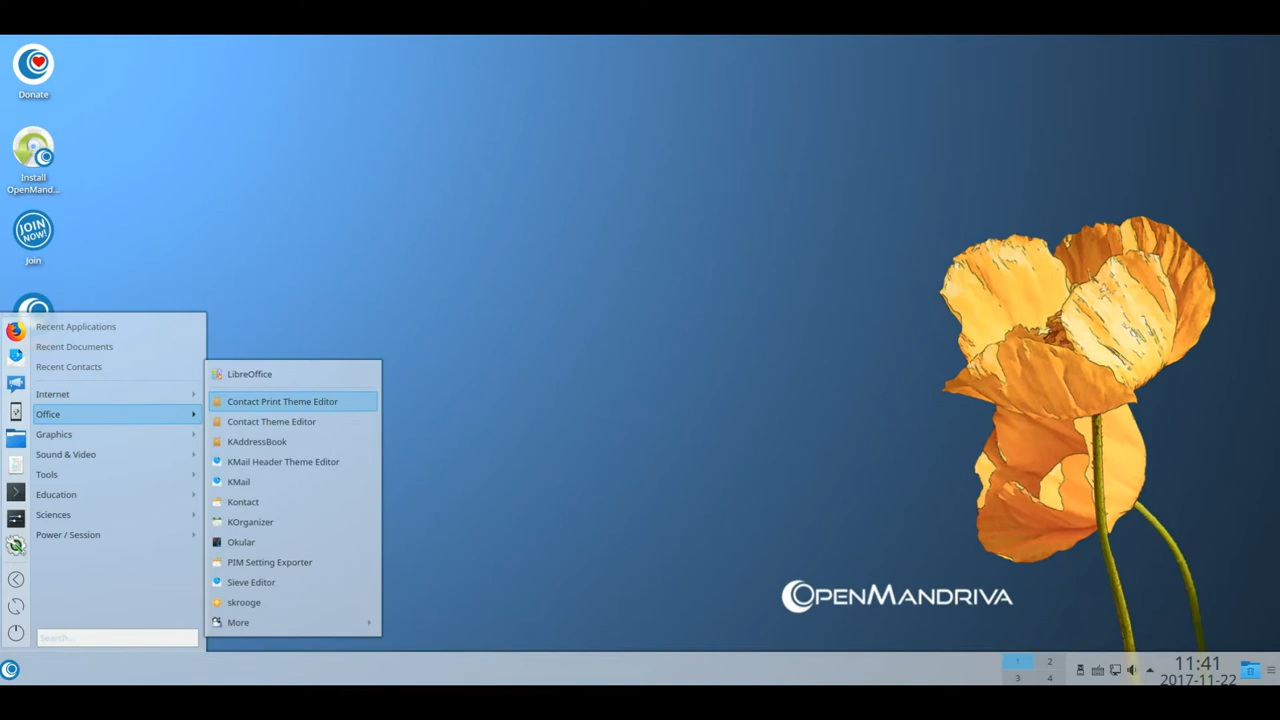 Donate
Install
OpenMand...
JOIN
NOW!
Join
Recent Applications
Recent Documents
Recent Contacts
Internet
Office
Graphics
Sound & Video
Tools
Education
Sciences
Power / Session
Search...
LibreOffice
Contact Print Theme Editor
Contact Theme Editor
KAddressBook
KMail Header Theme Editor
KMail
Kontact
KOrganizer
Okular
PIM Setting Exporter
Sieve Editor
skrooge
More
OPENMANDRIVA
1 2
3 4
11:41
2017-11-22